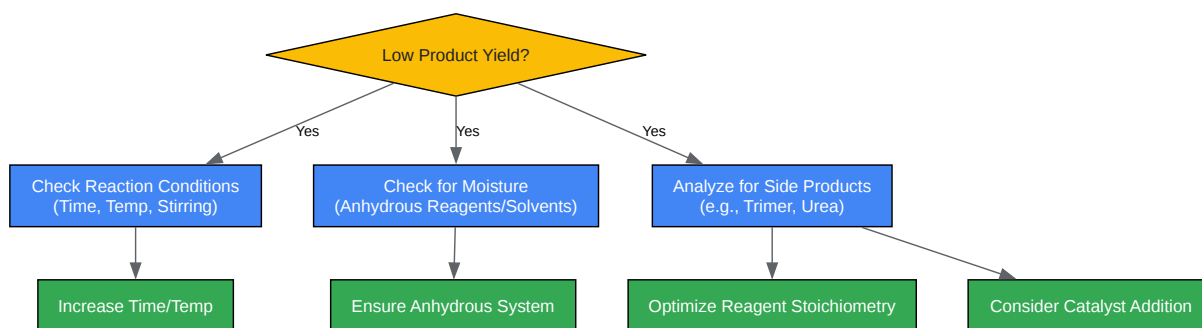 Low Product Yield?
Yes
Yes
Yes
Check Reaction Conditions
(Time, Temp, Stirring)
Check for Moisture
(Anhydrous Reagents/Solvents)
Analyze for Side Products
(e.g., Trimer, Urea)
Increase Time/Temp
Ensure Anhydrous System
Optimize Reagent Stoichiometry
Consider Catalyst Addition